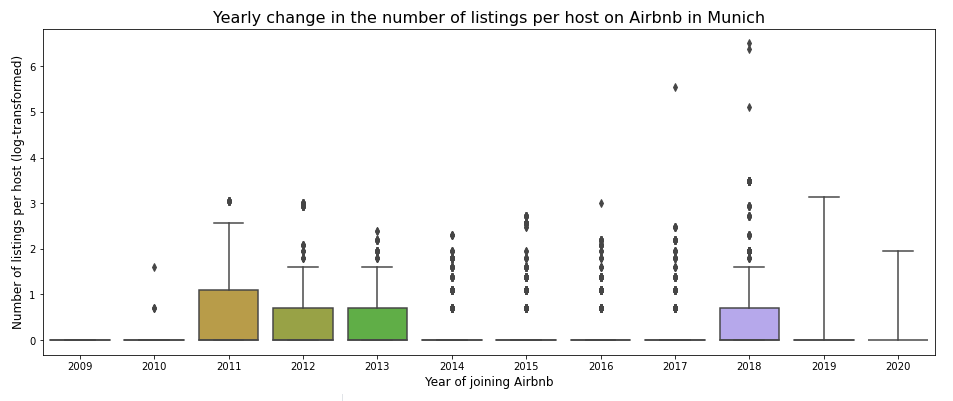 Yearly change in the number of listings per host on Airbnb in Munich
Number of listings per host (log-transformed)
6
5
4
3
2
1
0
2009 2010 2011 2012 2013 2014 2015 2016 2017 2018 2019 2020
Year of joining Airbnb